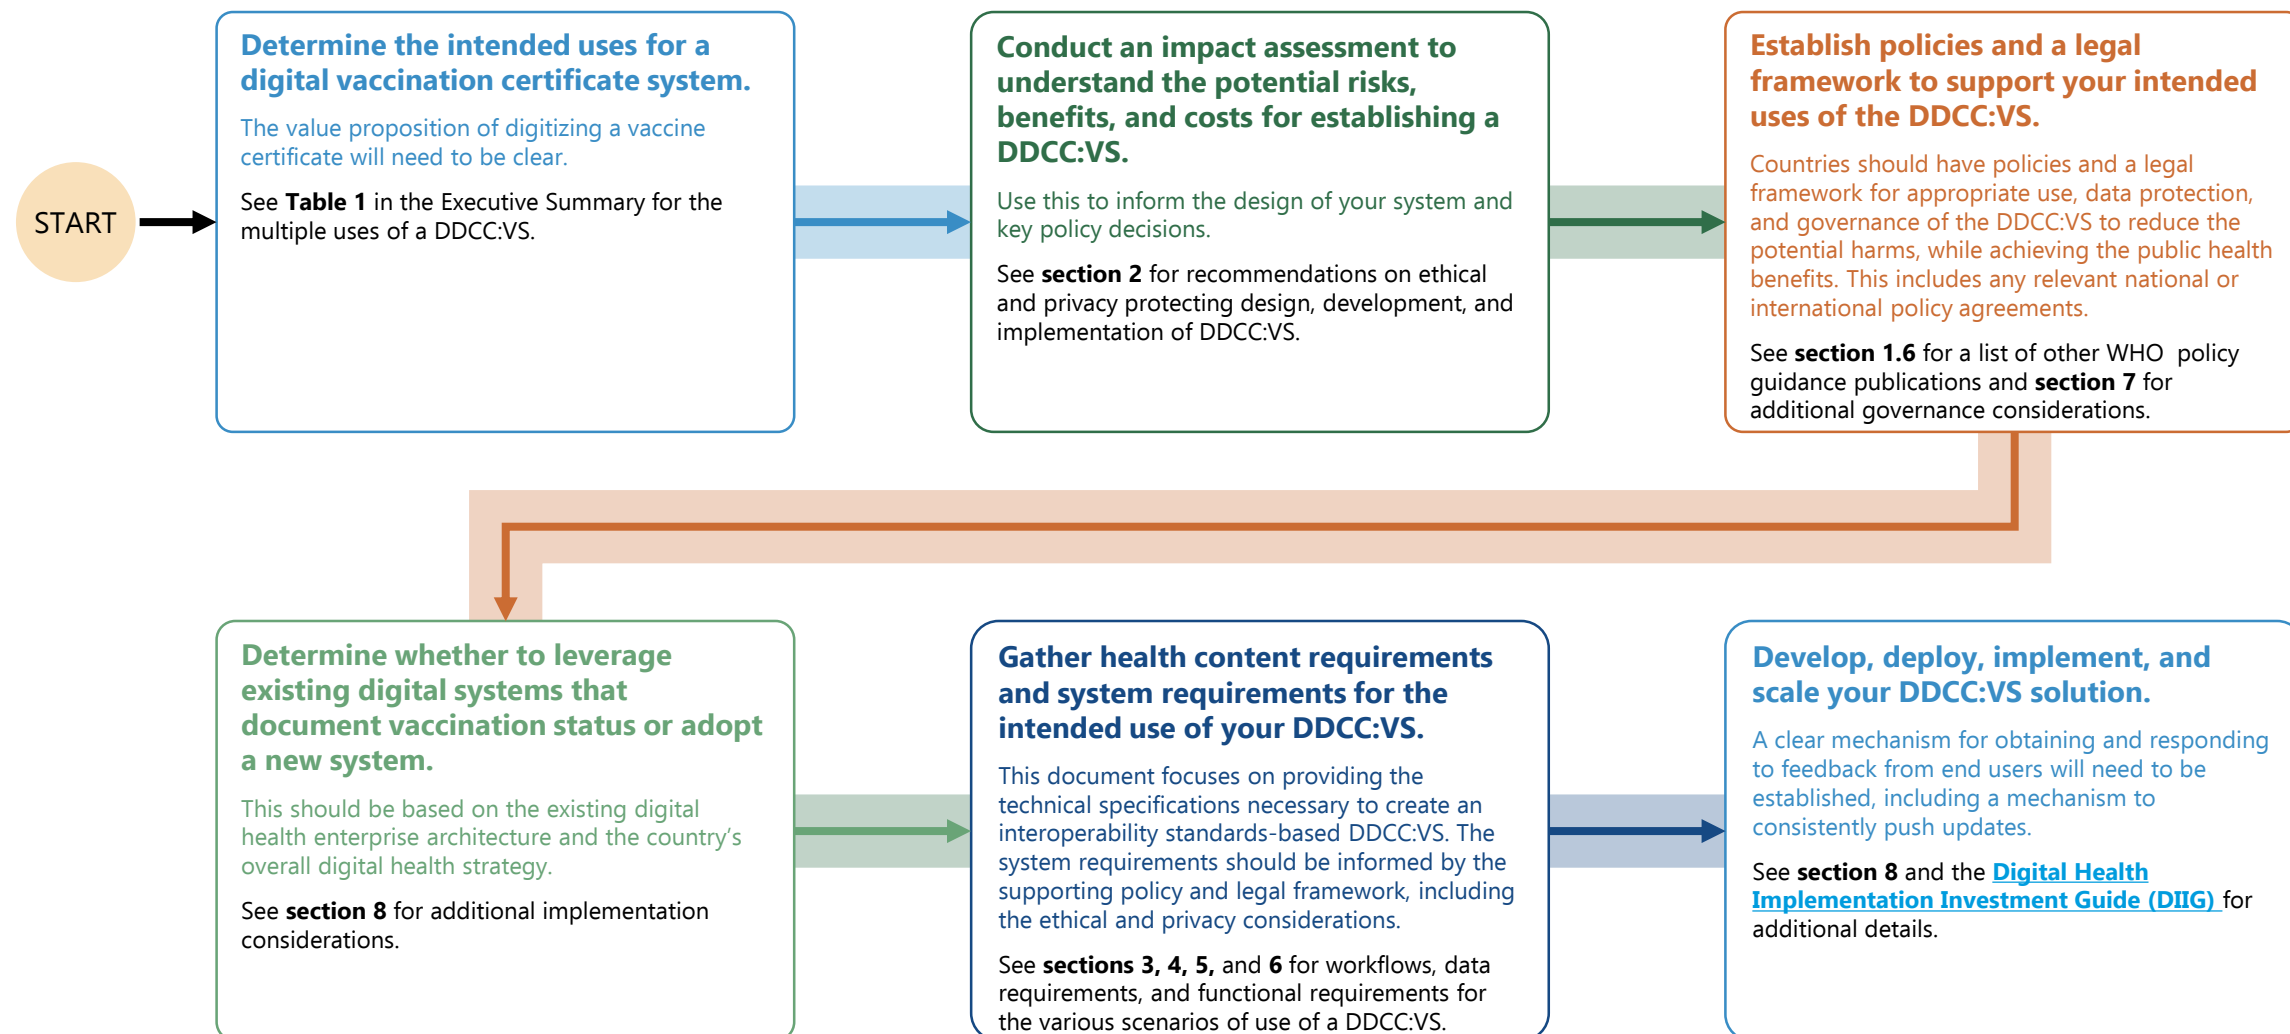 START
Determine the intended uses for a
digital vaccination certificate system.
The value proposition of digitizing a vaccine
certificate will need to be clear.
See Table 1 in the Executive Summary for the
multiple uses of a DDCC:VS.
Conduct an impact assessment to
understand the potential risks,
benefits, and costs for establishing a
DDCC:VS.
Use this to inform the design of your system and
key policy decisions.
See section 2 for recommendations on ethical
and privacy protecting design, development, and
implementation of DDCC:VS.
Establish policies and a legal
framework to support your intended
uses of the DDCC:VS.
Countries should have policies and a legal
framework for appropriate use, data protection,
and governance of the DDCC:VS to reduce the
potential harms, while achieving the public health
benefits. This includes any relevant national or
international policy agreements.
See section 1.6 for a list of other WHO  policy
guidance publications and section 7 for
additional governance considerations.
Determine whether to leverage
existing digital systems that
document vaccination status or adopt
a new system.
This should be based on the existing digital
health enterprise architecture and the country’s
overall digital health strategy.
See section 8 for additional implementation
considerations.
Gather health content requirements
and system requirements for the
intended use of your DDCC:VS.
This document focuses on providing the
technical specifications necessary to create an
interoperability standards-based DDCC:VS. The
system requirements should be informed by the
supporting policy and legal framework, including
the ethical and privacy considerations.
See sections 3, 4, 5, and 6 for workflows, data
requirements, and functional requirements for
the various scenarios of use of a DDCC:VS.
Develop, deploy, implement, and
scale your DDCC:VS solution.
A clear mechanism for obtaining and responding
to feedback from end users will need to be
established, including a mechanism to
consistently push updates.
See section 8 and the Digital Health
Implementation Investment Guide (DIIG) for
additional details.